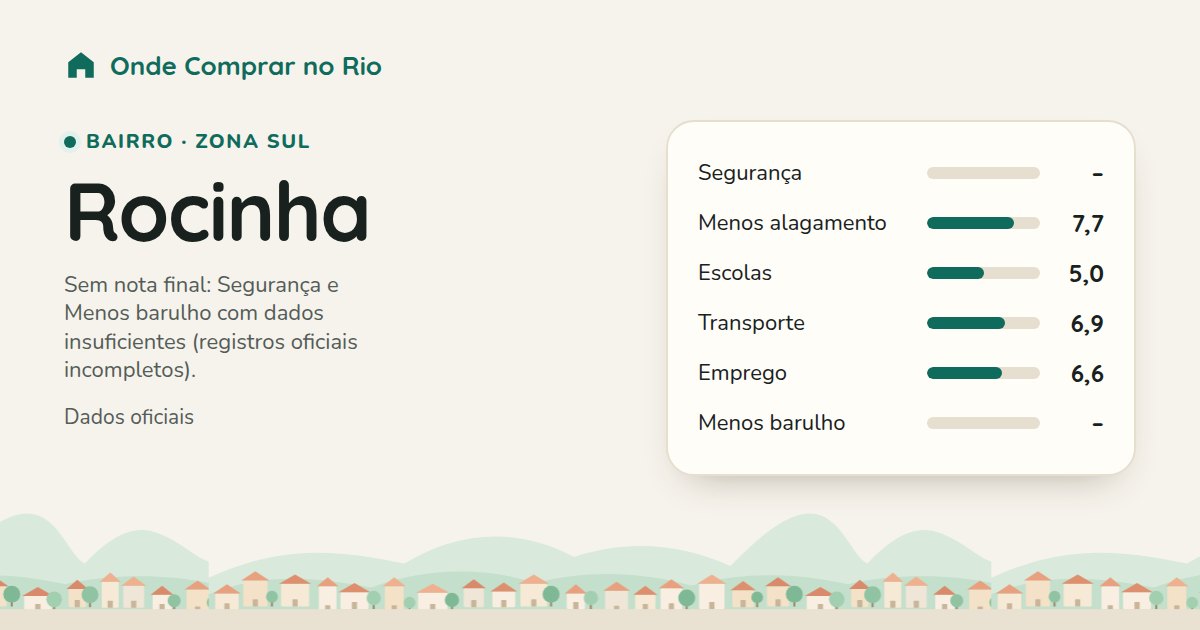 Onde Comprar no Rio
BAIRRO · ZONA SUL
Rocinha
Sem nota final: Segurança e
Menos barulho com dados
insuficientes (registros oficiais
incompletos).
Dados oficiais
Segurança –
Menos alagamento 7,7
Escolas 5,0
Transporte 6,9
Emprego 6,6
Menos barulho –